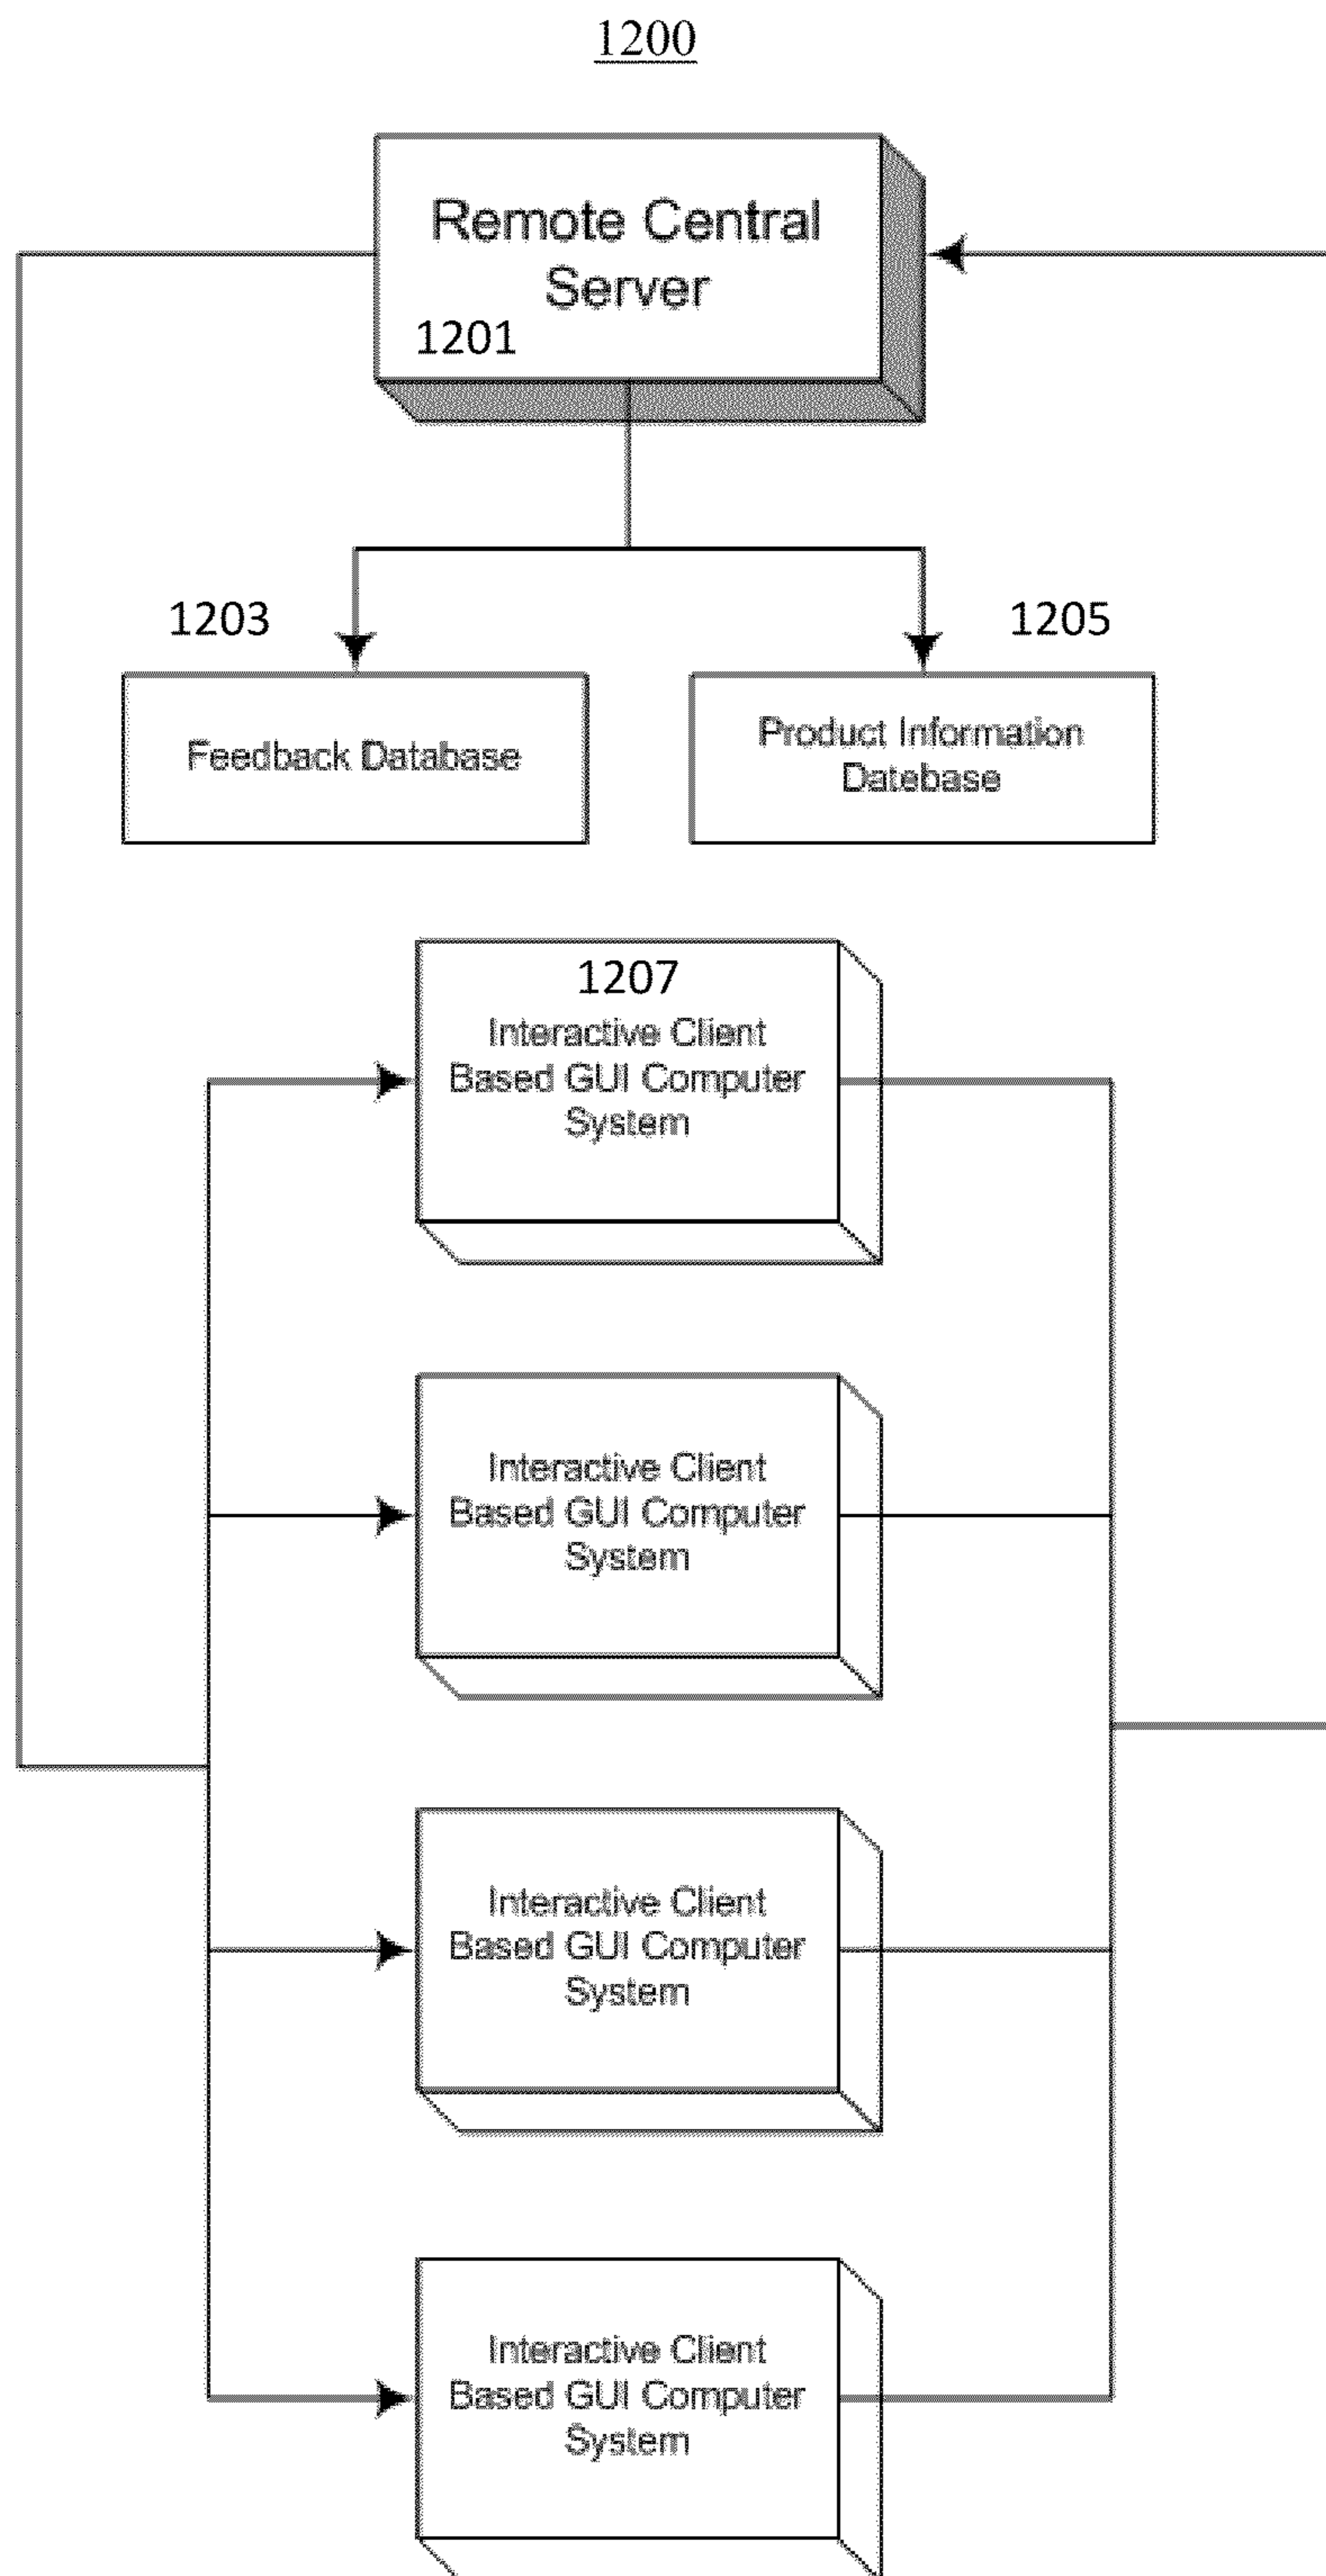 1200
Remote Central
Server
1201
1203
1205
Feedback Database
Product Information
Datebase
1207
Interactive Client
Based GUI Computer
System
Interactive Client
Based GUI Computer
System
Interactive Client
Based GUI Computer
System
Interactive Client
Based GUI Computer
System